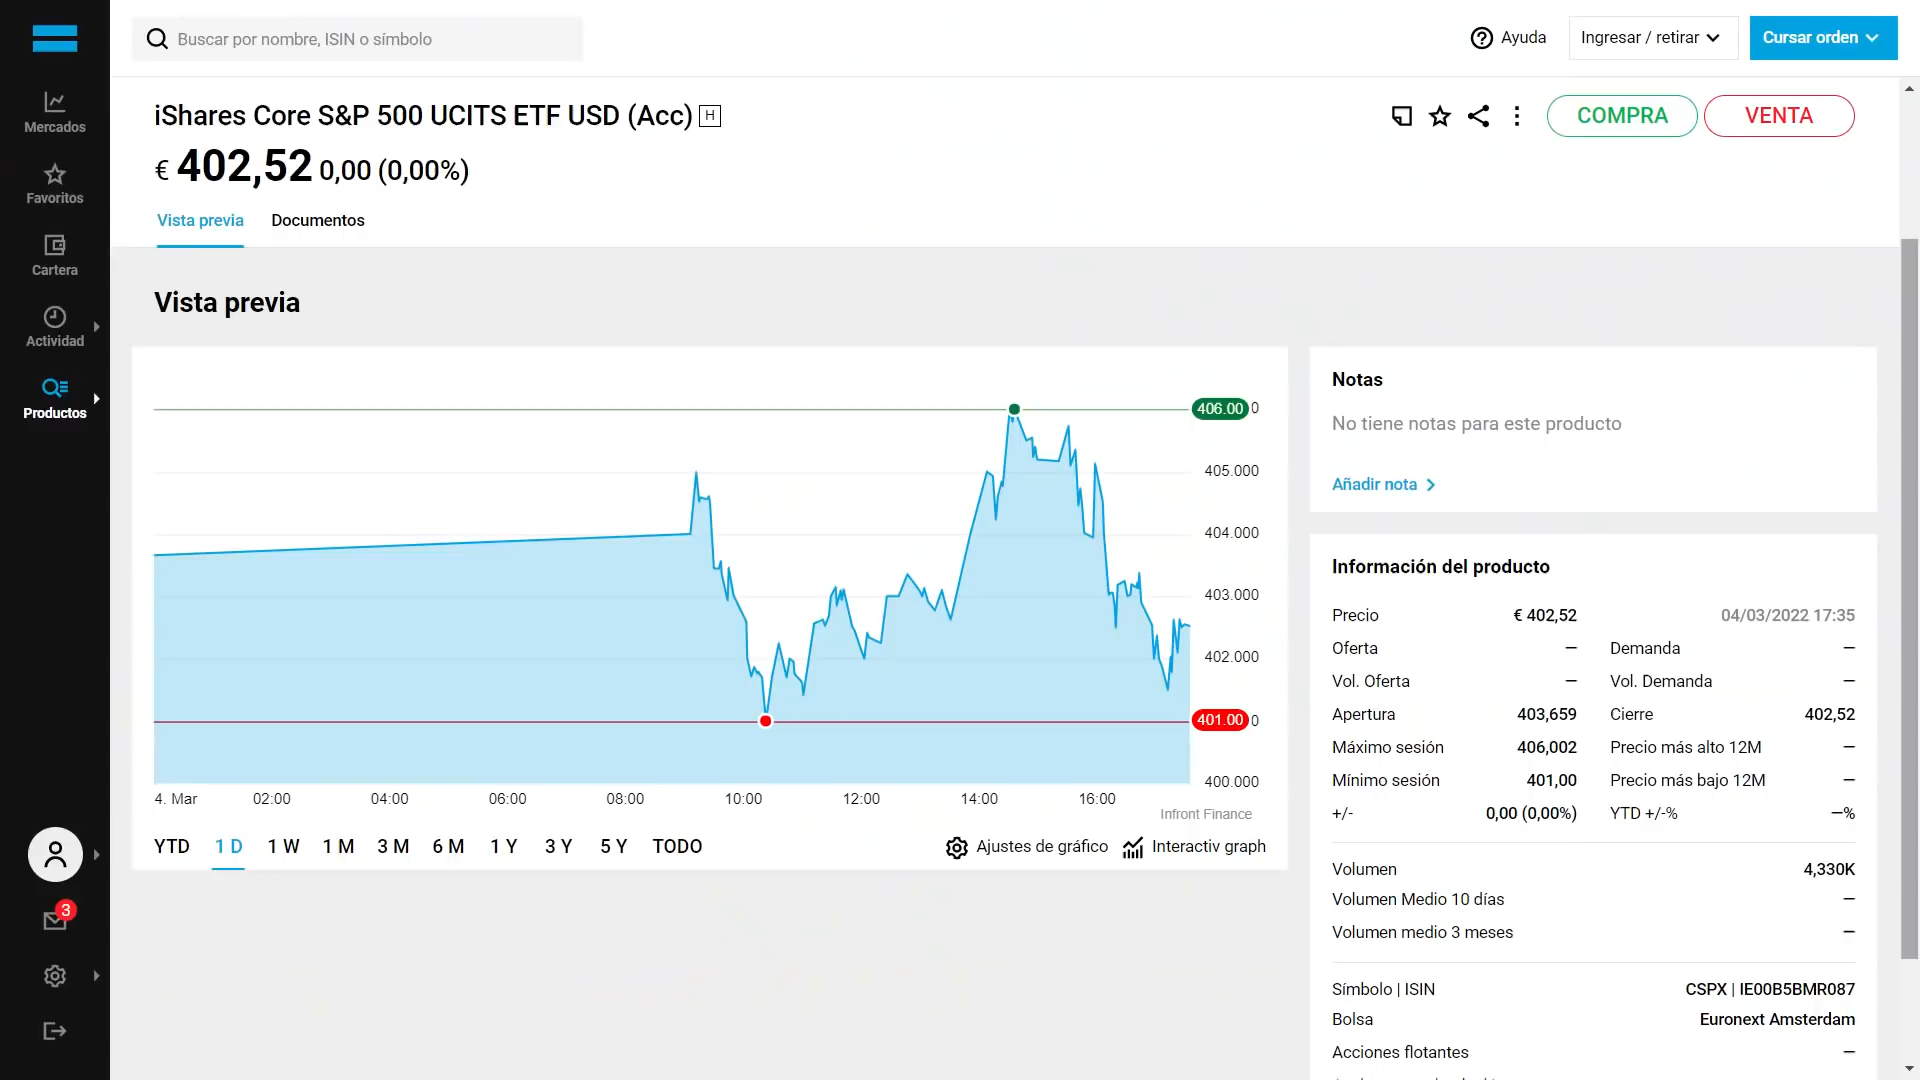 Buscar por nombre, ISIN o símbolo
Ayuda
Ingresar / retirar
Cursar orden
Mercados
Favoritos
Cartera
Actividad
Productos
3
iShares Core S&P 500 UCITS ETF USD (Acc) H
€ 402,52 0,00 (0,00%)
COMPRA
VENTA
Vista previa
Documentos
Vista previa
406.000
405.000
404.000
403.000
402.000
401.000
400.000
4. Mar 02:00 04:00 06:00 08:00 10:00 12:00 14:00 16:00
Infront Finance
YTD 1 D 1 W 1 M 3 M 6 M 1 Y 3 Y 5 Y TODO
Ajustes de gráfico
Interactiv graph
Notas
No tiene notas para este producto
Añadir nota
Información del producto
Precio € 402,52 04/03/2022 17:35
Oferta — Demanda —
Vol. Oferta — Vol. Demanda —
Apertura 403,659 Cierre 402,52
Máximo sesión 406,002 Precio más alto 12M —
Mínimo sesión 401,00 Precio más bajo 12M —
+/- 0,00 (0,00%) YTD +/-% —%
Volumen 4,330K
Volumen Medio 10 días —
Volumen medio 3 meses —
Símbolo | ISIN CSPX | IE00B5BMR087
Bolsa Euronext Amsterdam
Acciones flotantes —